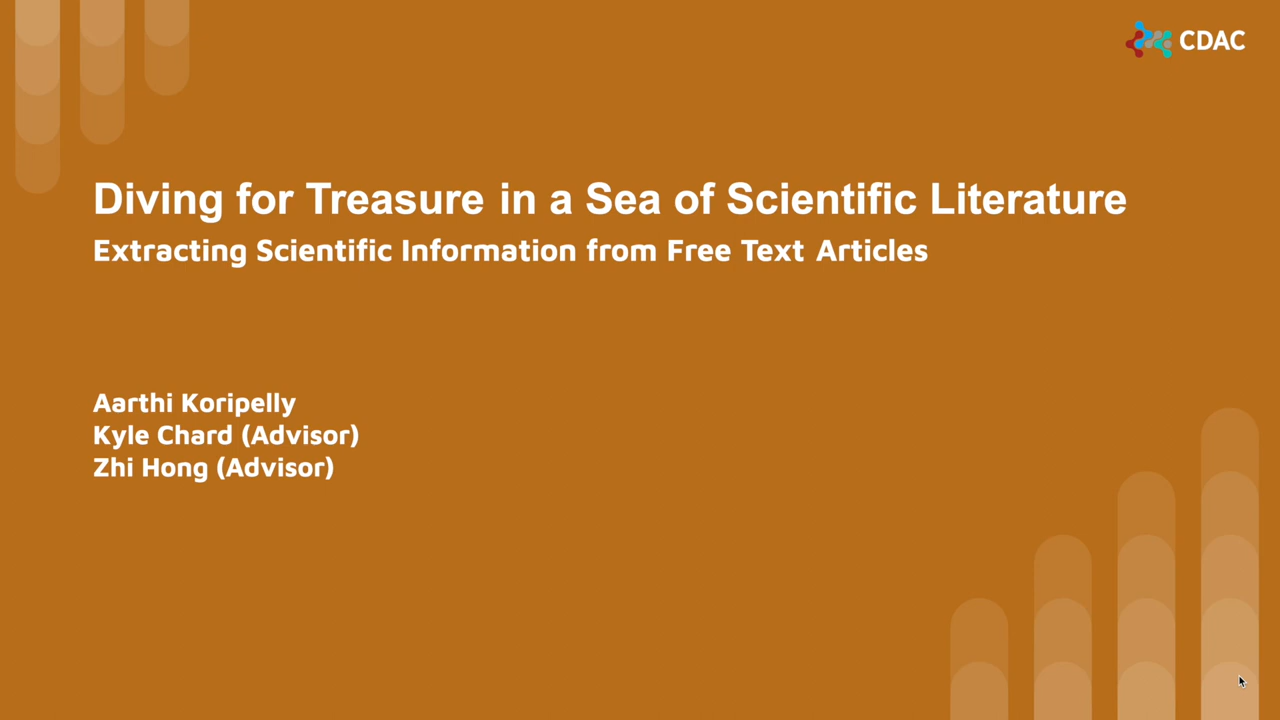 CDAC
Diving for Treasure in a Sea of Scientific Literature
Extracting Scientific Information from Free Text Articles
Aarthi Koripelly
Kyle Chard (Advisor)
Zhi Hong (Advisor)